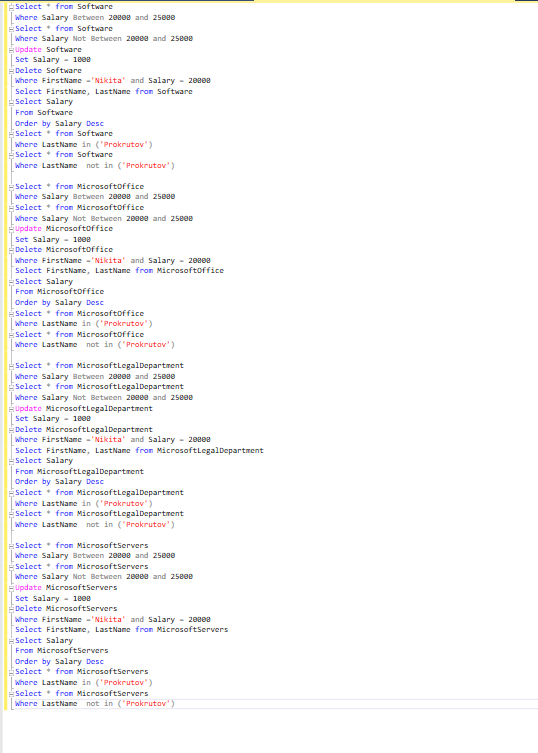 Select * from Software
Where Salary Between 20000 and 25000
Select * from Software
Where Salary Not Between 20000 and 25000
Update Software
Set Salary = 1000
Delete Software
Where FirstName ='Nikita' and Salary = 20000
Select FirstName, LastName from Software
Select Salary
From Software
Order by Salary Desc
Select * from Software
Where LastName in ('Prokrutov')
Select * from Software
Where LastName  not in ('Prokrutov')

Select * from MicrosoftOffice
Where Salary Between 20000 and 25000
Select * from MicrosoftOffice
Where Salary Not Between 20000 and 25000
Update MicrosoftOffice
Set Salary = 1000
Delete MicrosoftOffice
Where FirstName ='Nikita' and Salary = 20000
Select FirstName, LastName from MicrosoftOffice
Select Salary
From MicrosoftOffice
Order by Salary Desc
Select * from MicrosoftOffice
Where LastName in ('Prokrutov')
Select * from MicrosoftOffice
Where LastName  not in ('Prokrutov')

Select * from MicrosoftLegalDepartment
Where Salary Between 20000 and 25000
Select * from MicrosoftLegalDepartment
Where Salary Not Between 20000 and 25000
Update MicrosoftLegalDepartment
Set Salary = 1000
Delete MicrosoftLegalDepartment
Where FirstName ='Nikita' and Salary = 20000
Select FirstName, LastName from MicrosoftLegalDepartment
Select Salary
From MicrosoftLegalDepartment
Order by Salary Desc
Select * from MicrosoftLegalDepartment
Where LastName in ('Prokrutov')
Select * from MicrosoftLegalDepartment
Where LastName  not in ('Prokrutov')

Select * from MicrosoftServers
Where Salary Between 20000 and 25000
Select * from MicrosoftServers
Where Salary Not Between 20000 and 25000
Update MicrosoftServers
Set Salary = 1000
Delete MicrosoftServers
Where FirstName ='Nikita' and Salary = 20000
Select FirstName, LastName from MicrosoftServers
Select Salary
From MicrosoftServers
Order by Salary Desc
Select * from MicrosoftServers
Where LastName in ('Prokrutov')
Select * from MicrosoftServers
Where LastName  not in ('Prokrutov')